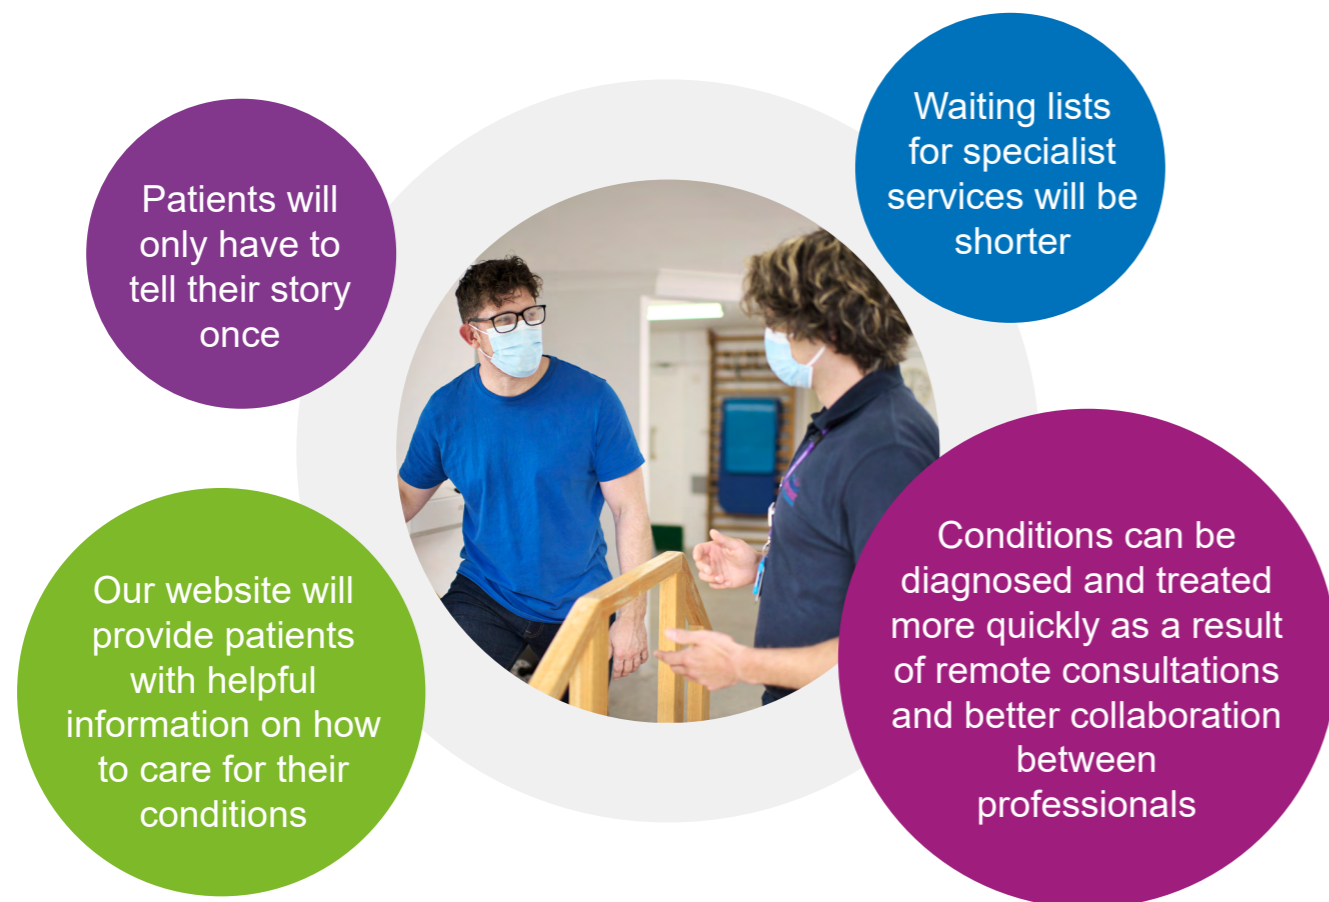 Patients will
only have to
tell their story
once
Waiting lists
for specialist
services will be
shorter
Our website will
provide patients
with helpful
information on how
to care for their
conditions
Conditions can be
diagnosed and treated
more quickly as a result
of remote consultations
and better collaboration
between
professionals